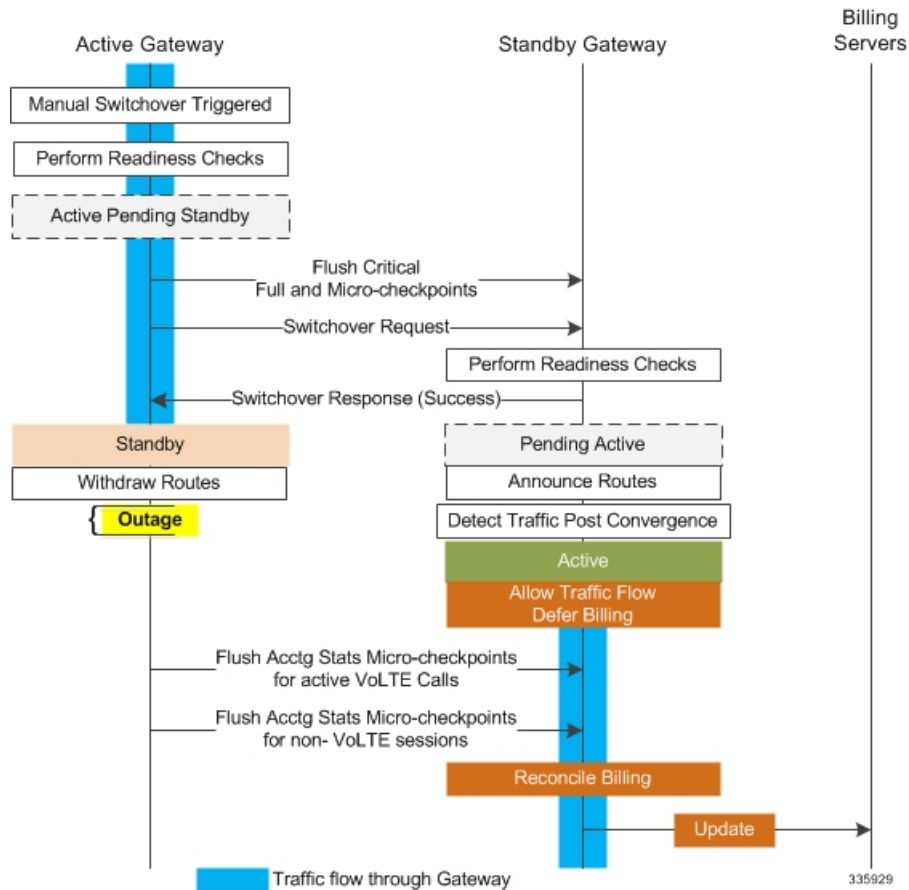 Billing
Active Gateway
Standby Gateway
Servers
Manual Switchover Triggered
Perform Readiness Checks
Active Pending Standby
Flush Critical
Full and Micro-checkpoints
Switchover Request
Perform Readiness Checks
Switchover Response (Success)
Standby
Pending Active
Withdraw Routes
Announce Routes
{ Outage
Detect Traffic Post Convergence
Active
Allow Traffic Flow
Defer Billing
Flush Acctg Stats Micro-checkpoints
for active VoLTE Calls
Flush Acctg Stats Micro-checkpoints
for non- VoLTE sessions
Reconcile Billing
Update
Traffic flow through Gateway
335929